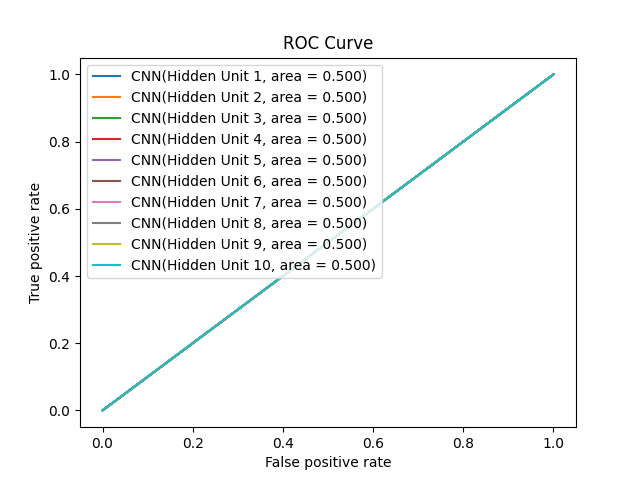 ROC Curve
CNN(Hidden Unit 1, area = 0.500)
CNN(Hidden Unit 2, area = 0.500)
CNN(Hidden Unit 3, area = 0.500)
CNN(Hidden Unit 4, area = 0.500)
CNN(Hidden Unit 5, area = 0.500)
CNN(Hidden Unit 6, area = 0.500)
CNN(Hidden Unit 7, area = 0.500)
CNN(Hidden Unit 8, area = 0.500)
CNN(Hidden Unit 9, area = 0.500)
CNN(Hidden Unit 10, area = 0.500)
True positive rate
1.0
0.8
0.6
0.4
0.2
0.0
0.0 0.2 0.4 0.6 0.8 1.0
False positive rate